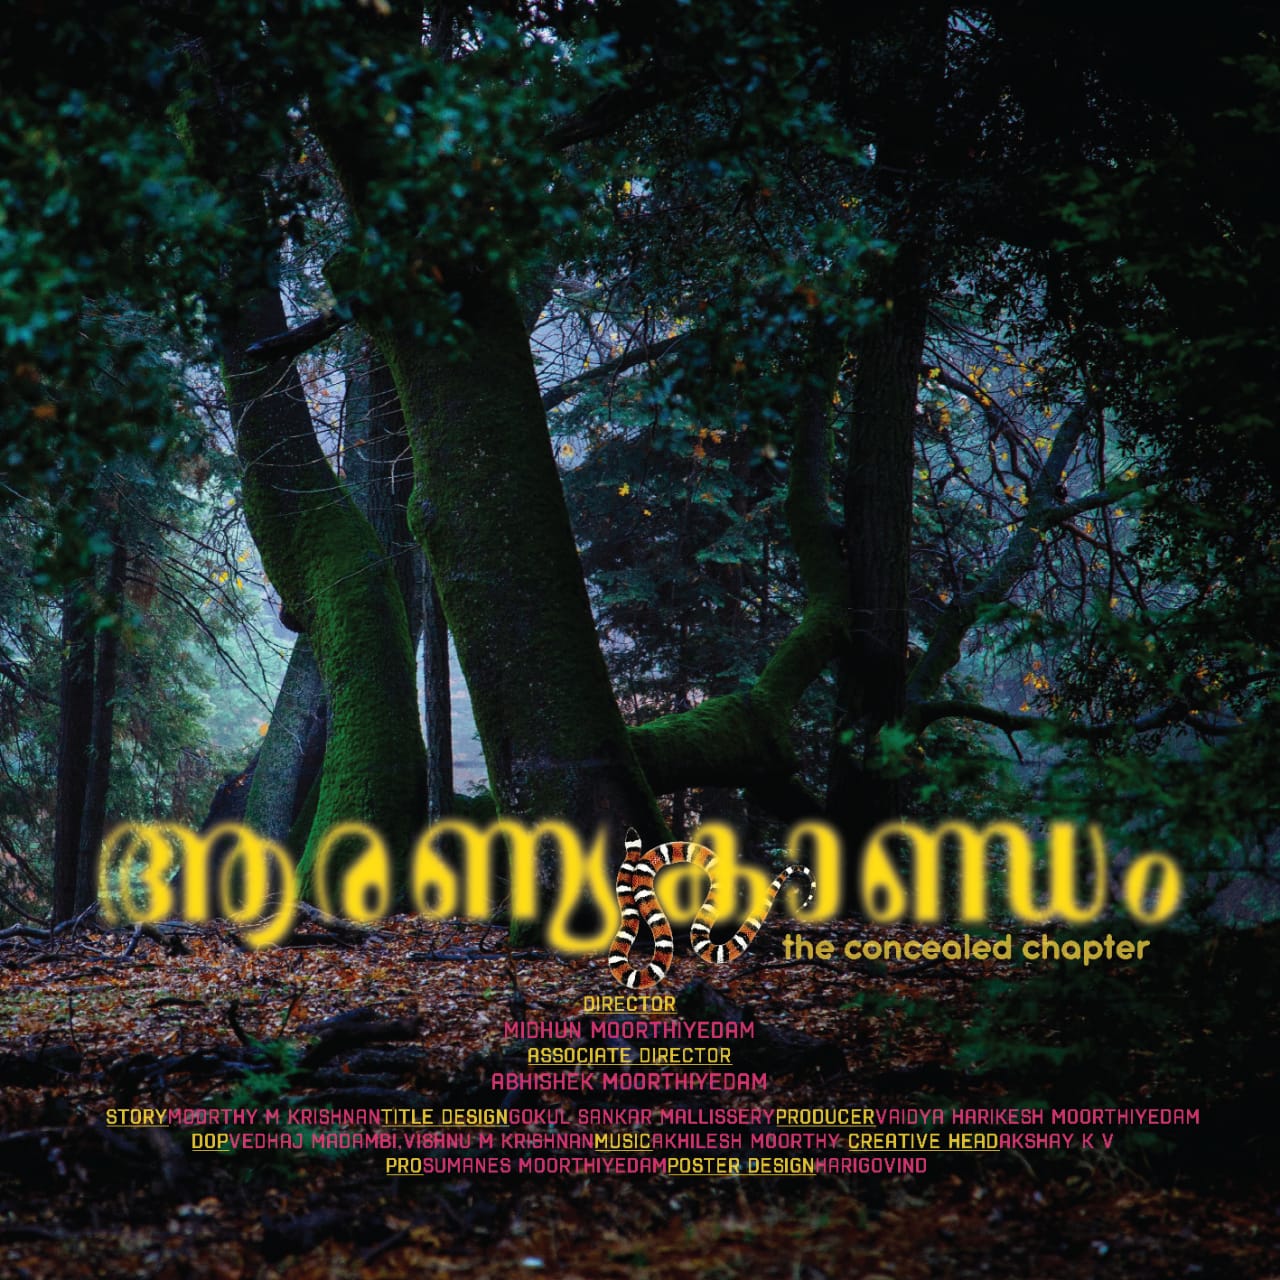 ആരണ്യകാണ്ഡം
the concealed chapter
DIRECTOR
MIDHUN MOORTHIYEDAM
ASSOCIATE DIRECTOR
ABHISHEK MOORTHIYEDAM
STORYMOORTHY M KRISHNANTITLE DESIGNGOKUL SANKAR MALLISSERYPRODUCERVAIDYA HARIKESH MOORTHIYEDAM
DOPVEDHAJ MADAMBI,VISHNU M KRISHNANMUSICAKHILESH MOORTHY CREATIVE HEADAKSHAY K V
PROSUMANES MOORTHIYEDAMPOSTER DESIGNHARIGOVIND